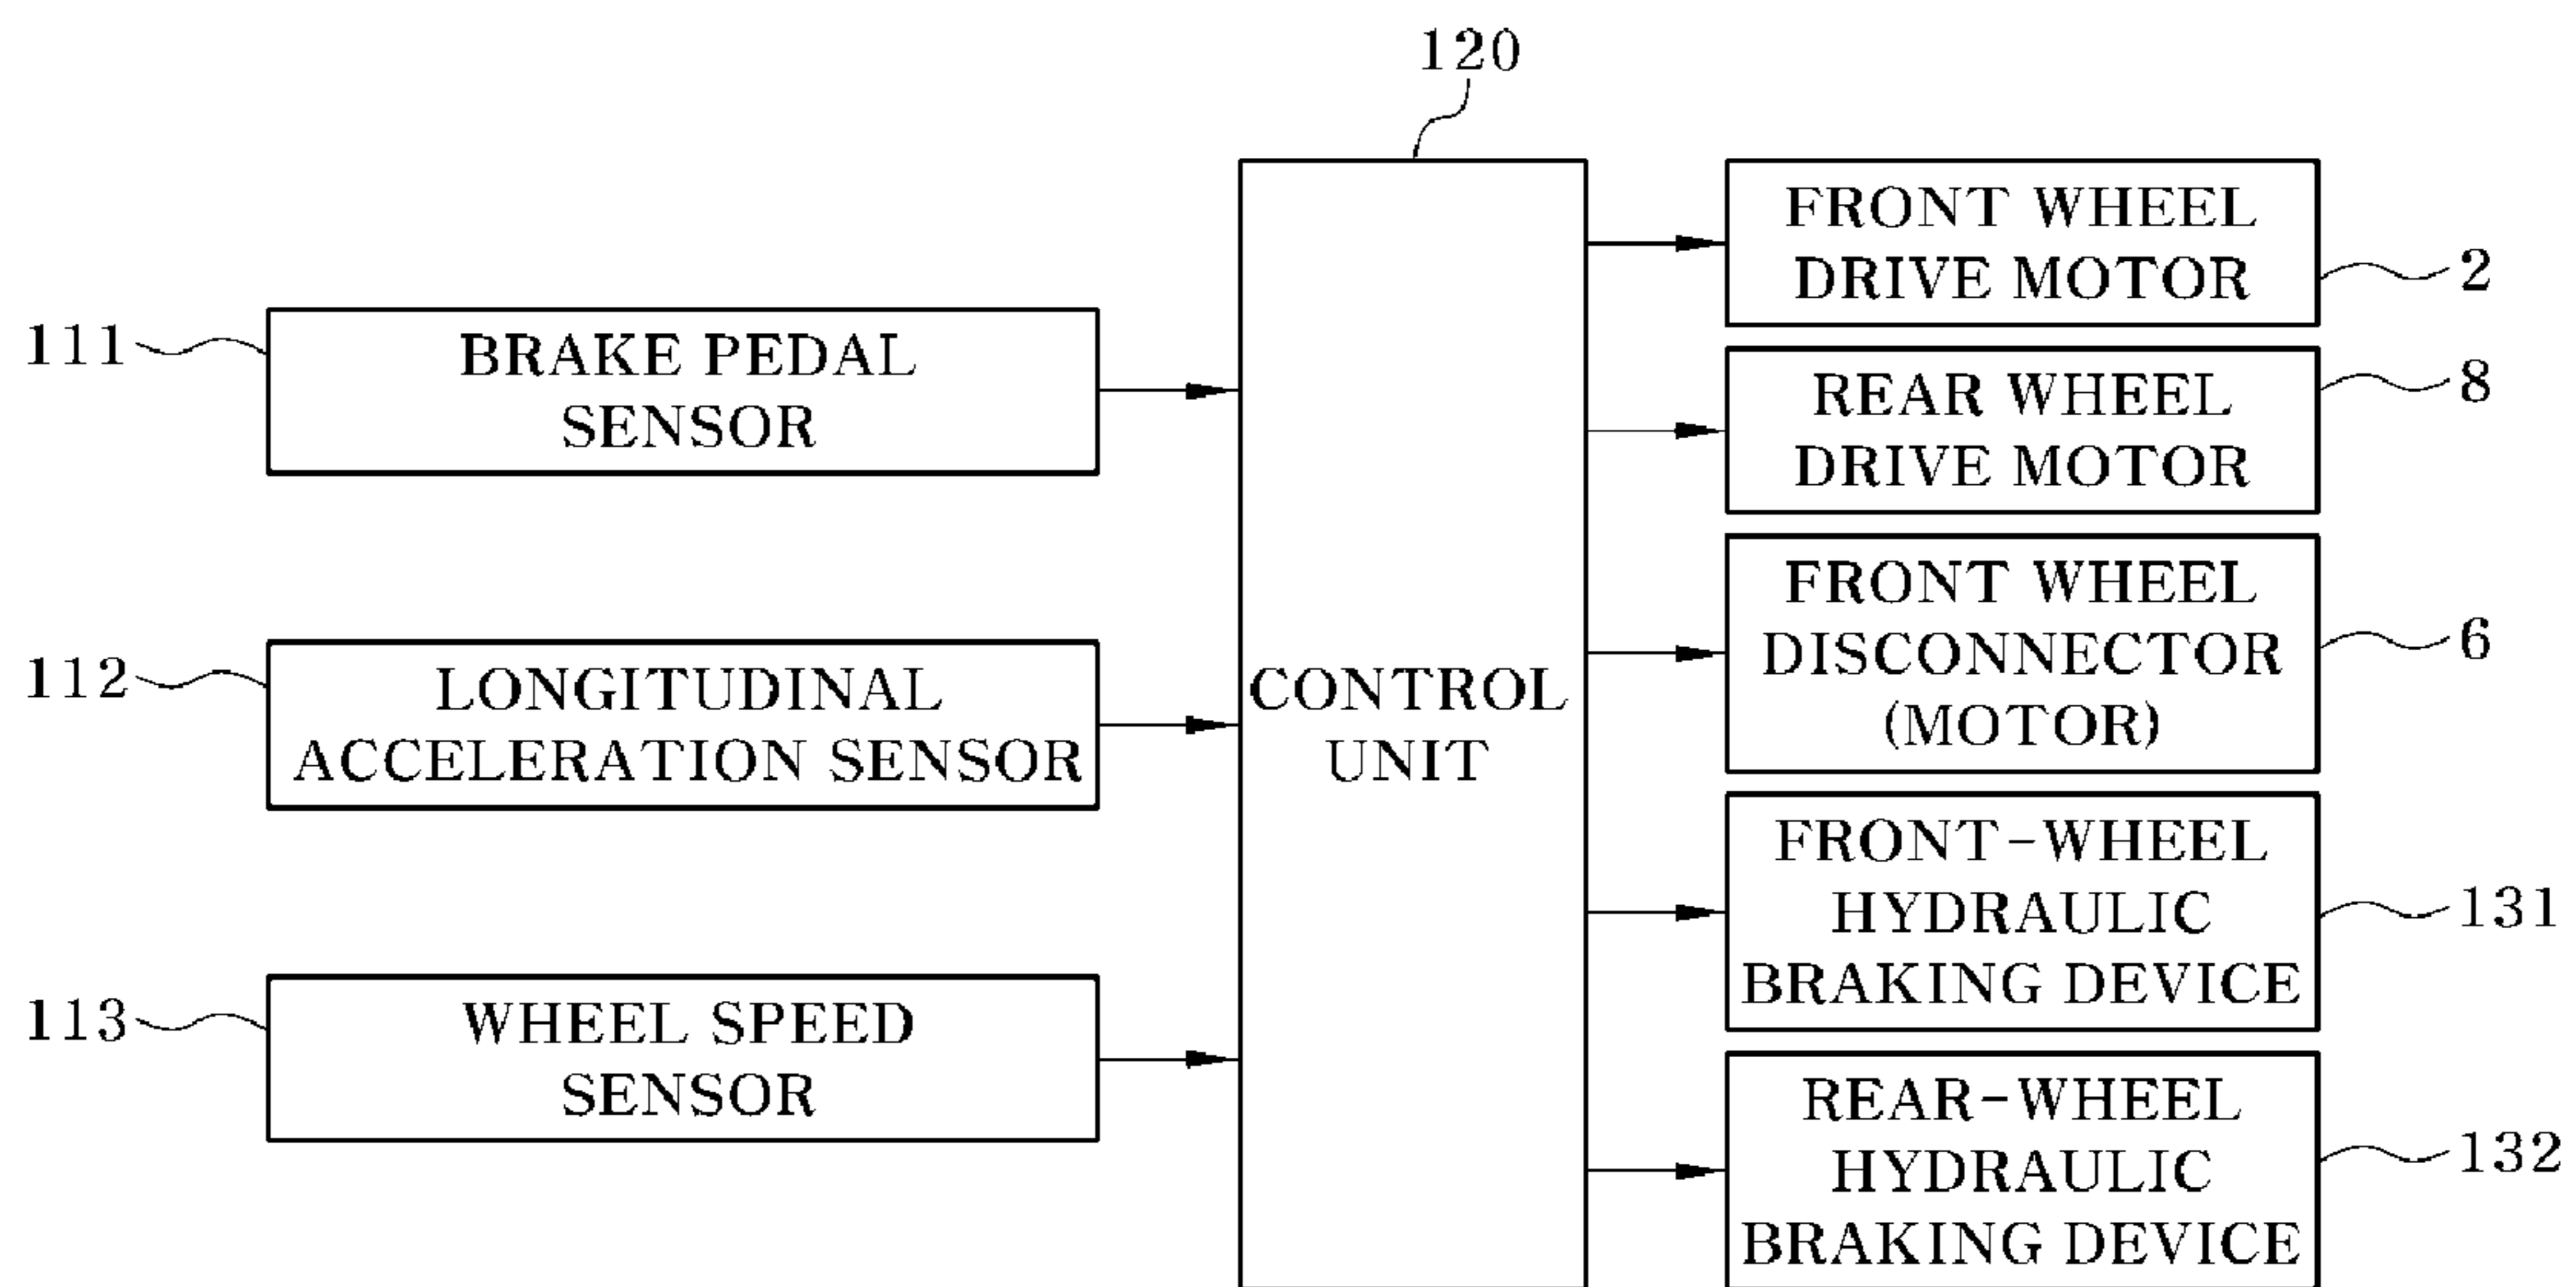 120
111
BRAKE PEDAL
SENSOR
112
LONGITUDINAL
ACCELERATION SENSOR
113
WHEEL SPEED
SENSOR
CONTROL
UNIT
FRONT WHEEL
DRIVE MOTOR
2
REAR WHEEL
DRIVE MOTOR
8
FRONT WHEEL
DISCONNECTOR
(MOTOR)
6
FRONT-WHEEL
HYDRAULIC
BRAKING DEVICE
131
REAR-WHEEL
HYDRAULIC
BRAKING DEVICE
132